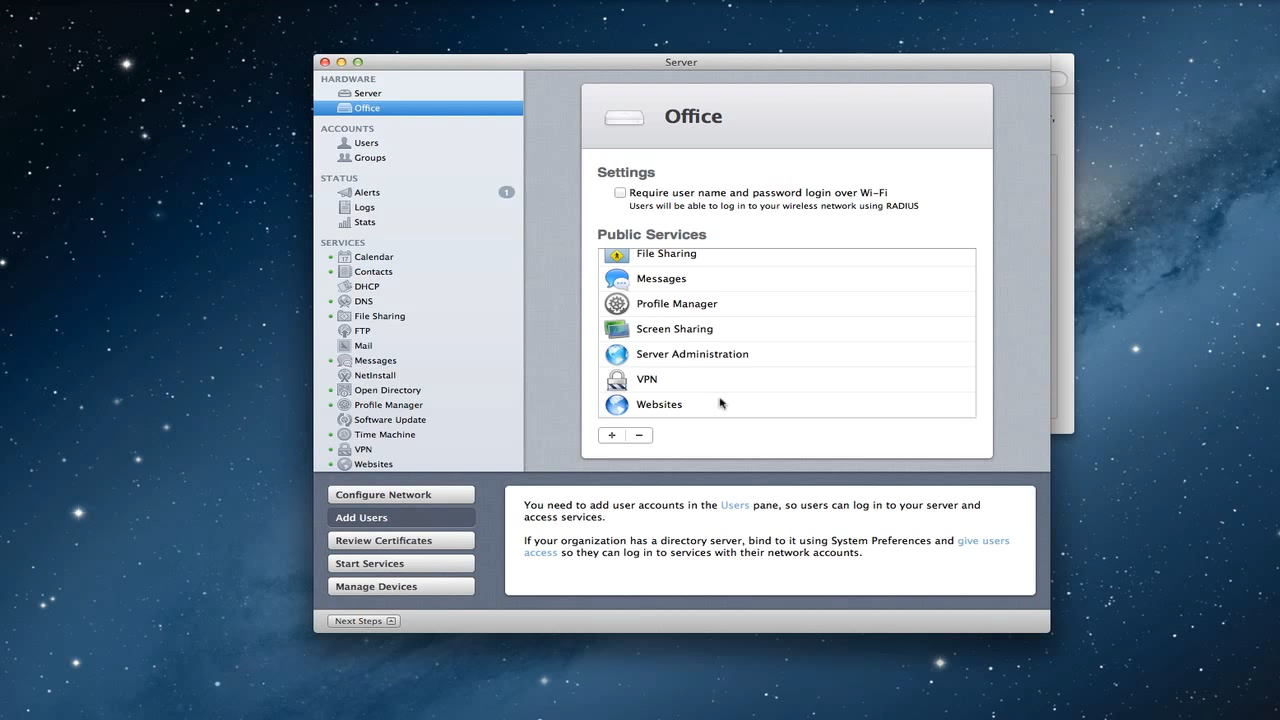 Server
HARDWARE
Server
Office
ACCOUNTS
Users
Groups
STATUS
Alerts
1
Logs
Stats
SERVICES
Calendar
17
Contacts
DHCP
DNS
File Sharing
FTP
Mail
Messages
NetInstall
Open Directory
Profile Manager
Software Update
Time Machine
VPN
Websites
Office
Settings
Require user name and password login over Wi-Fi
Users will be able to log in to your wireless network using RADIUS
Public Services
File Sharing
Messages
Profile Manager
Screen Sharing
Server Administration
VPN
Websites
+ −
Configure Network
Add Users
Review Certificates
Start Services
Manage Devices
You need to add user accounts in the Users pane, so users can log in to your server and
access services.
If your organization has a directory server, bind to it using System Preferences and give users
access so they can log in to services with their network accounts.
Next Steps